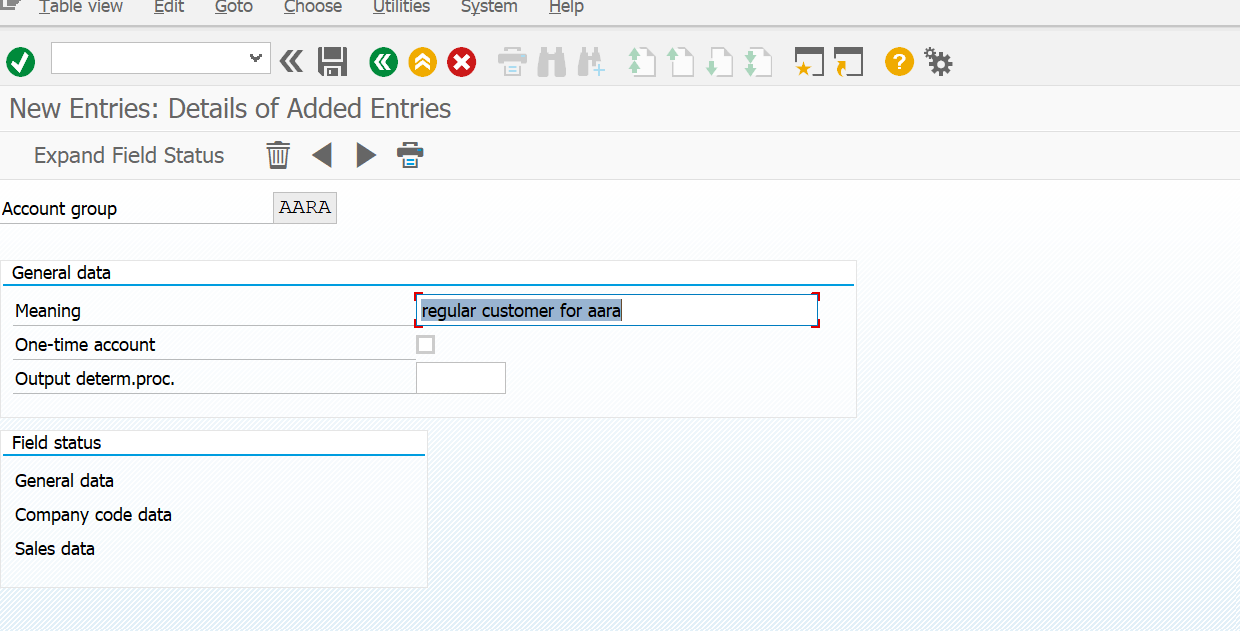 Table view Edit Goto Choose Utilities System Help
New Entries: Details of Added Entries
Expand Field Status
Account group AARA
General data
Meaning regular customer for aara
One-time account
Output determ.proc.
Field status
General data
Company code data
Sales data